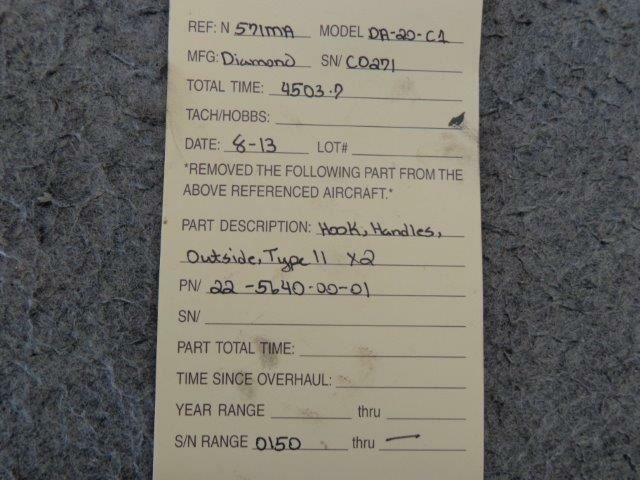 REF: N 571MA MODEL DA-20-C1
MFG: Diamond SN/ C0271
TOTAL TIME: 4503.7
TACH/HOBBS:
DATE: 8-13 LOT#
*REMOVED THE FOLLOWING PART FROM THE
ABOVE REFERENCED AIRCRAFT.*
PART DESCRIPTION: Hook, Handles,
Outside, Type 11 x2
PN/ 22-5640-00-01
SN/
PART TOTAL TIME:
TIME SINCE OVERHAUL:
YEAR RANGE thru
S/N RANGE 0150 thru —